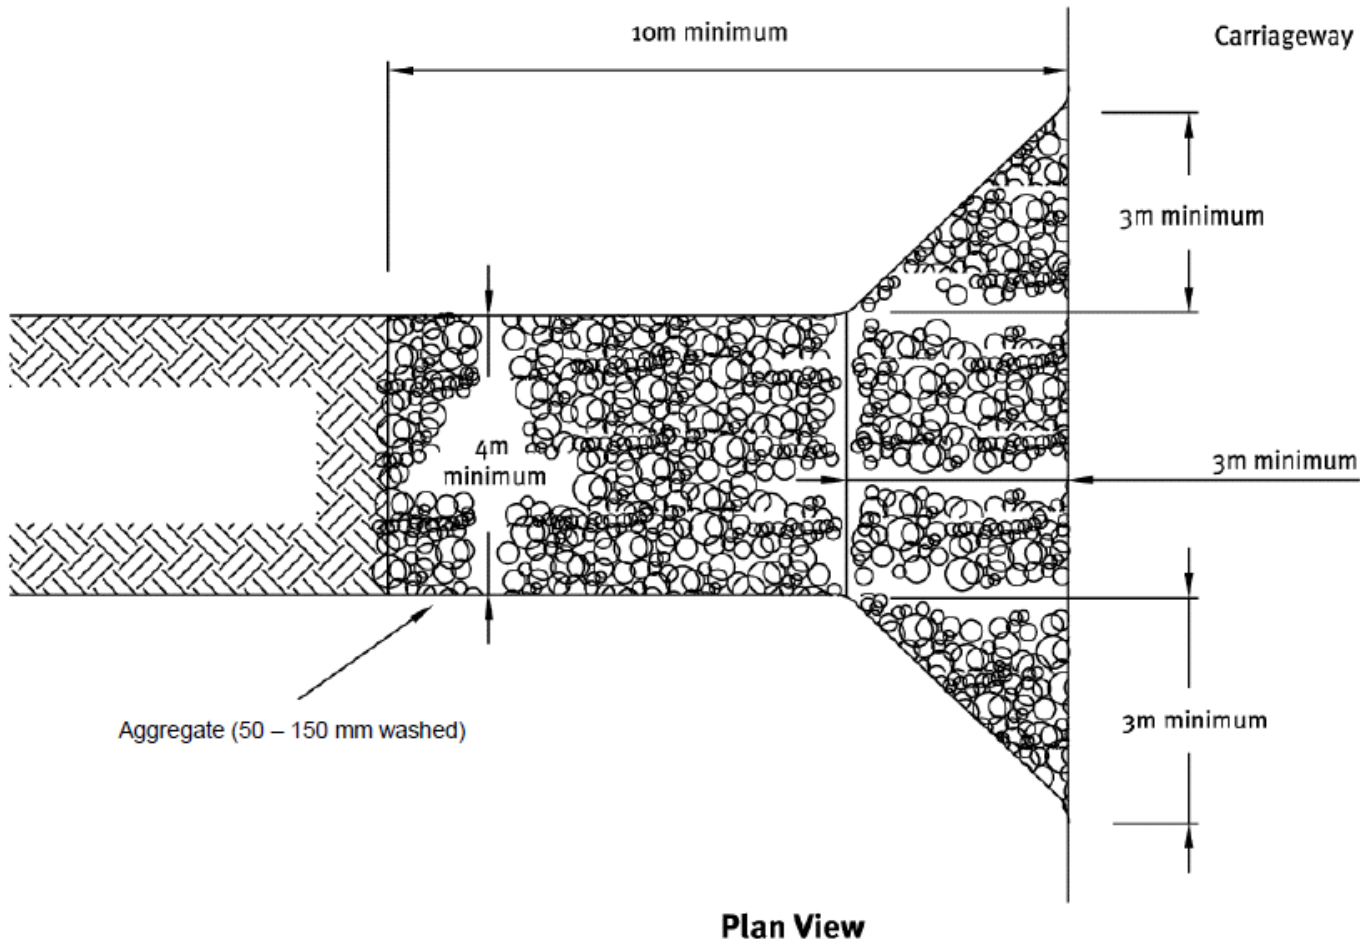 10m minimum
Carriageway
3m minimum
4m
minimum
3m minimum
3m minimum
Aggregate (50 – 150 mm washed)
Plan View